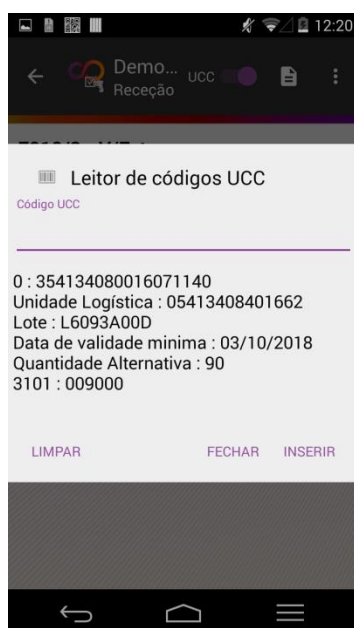 12:20
Demo...
UCC
Receção
Leitor de códigos UCC
Código UCC
0 : 354134080016071140
Unidade Logística : 05413408401662
Lote : L6093A00D
Data de validade minima : 03/10/2018
Quantidade Alternativa : 90
3101 : 009000
LIMPAR
FECHAR
INSERIR